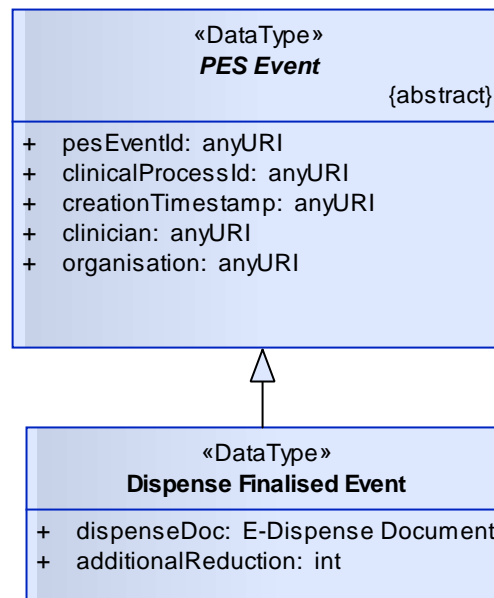 «DataType»
PES Event
{abstract}
+ pesEventId: anyURI
+ clinicalProcessId: anyURI
+ creationTimestamp: anyURI
+ clinician: anyURI
+ organisation: anyURI
«DataType»
Dispense Finalised Event
+ dispenseDoc: E-Dispense Document
+ additionalReduction: int